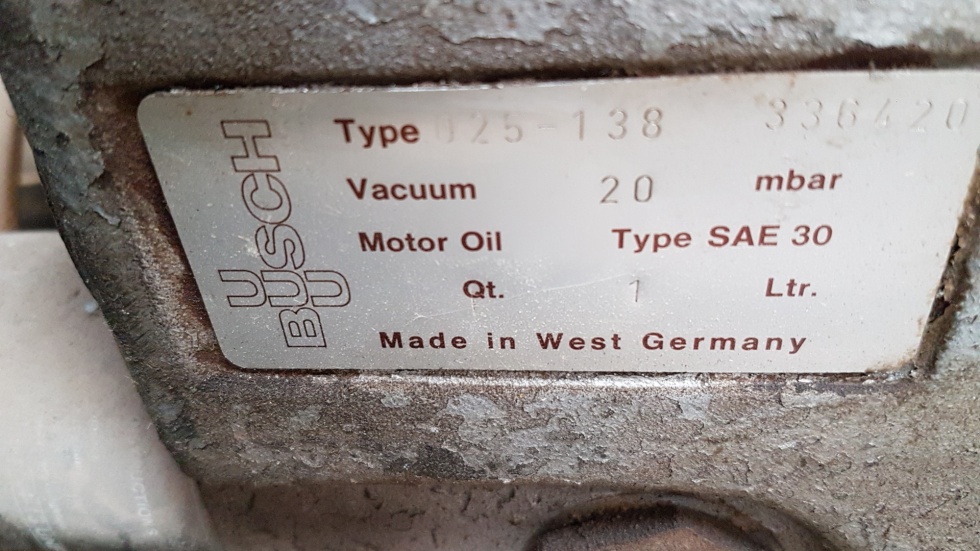 BUSCH
UU
Type 025-138 336420
Vacuum 20 mbar
Motor Oil Type SAE 30
Qt. 1 Ltr.
Made in West Germany